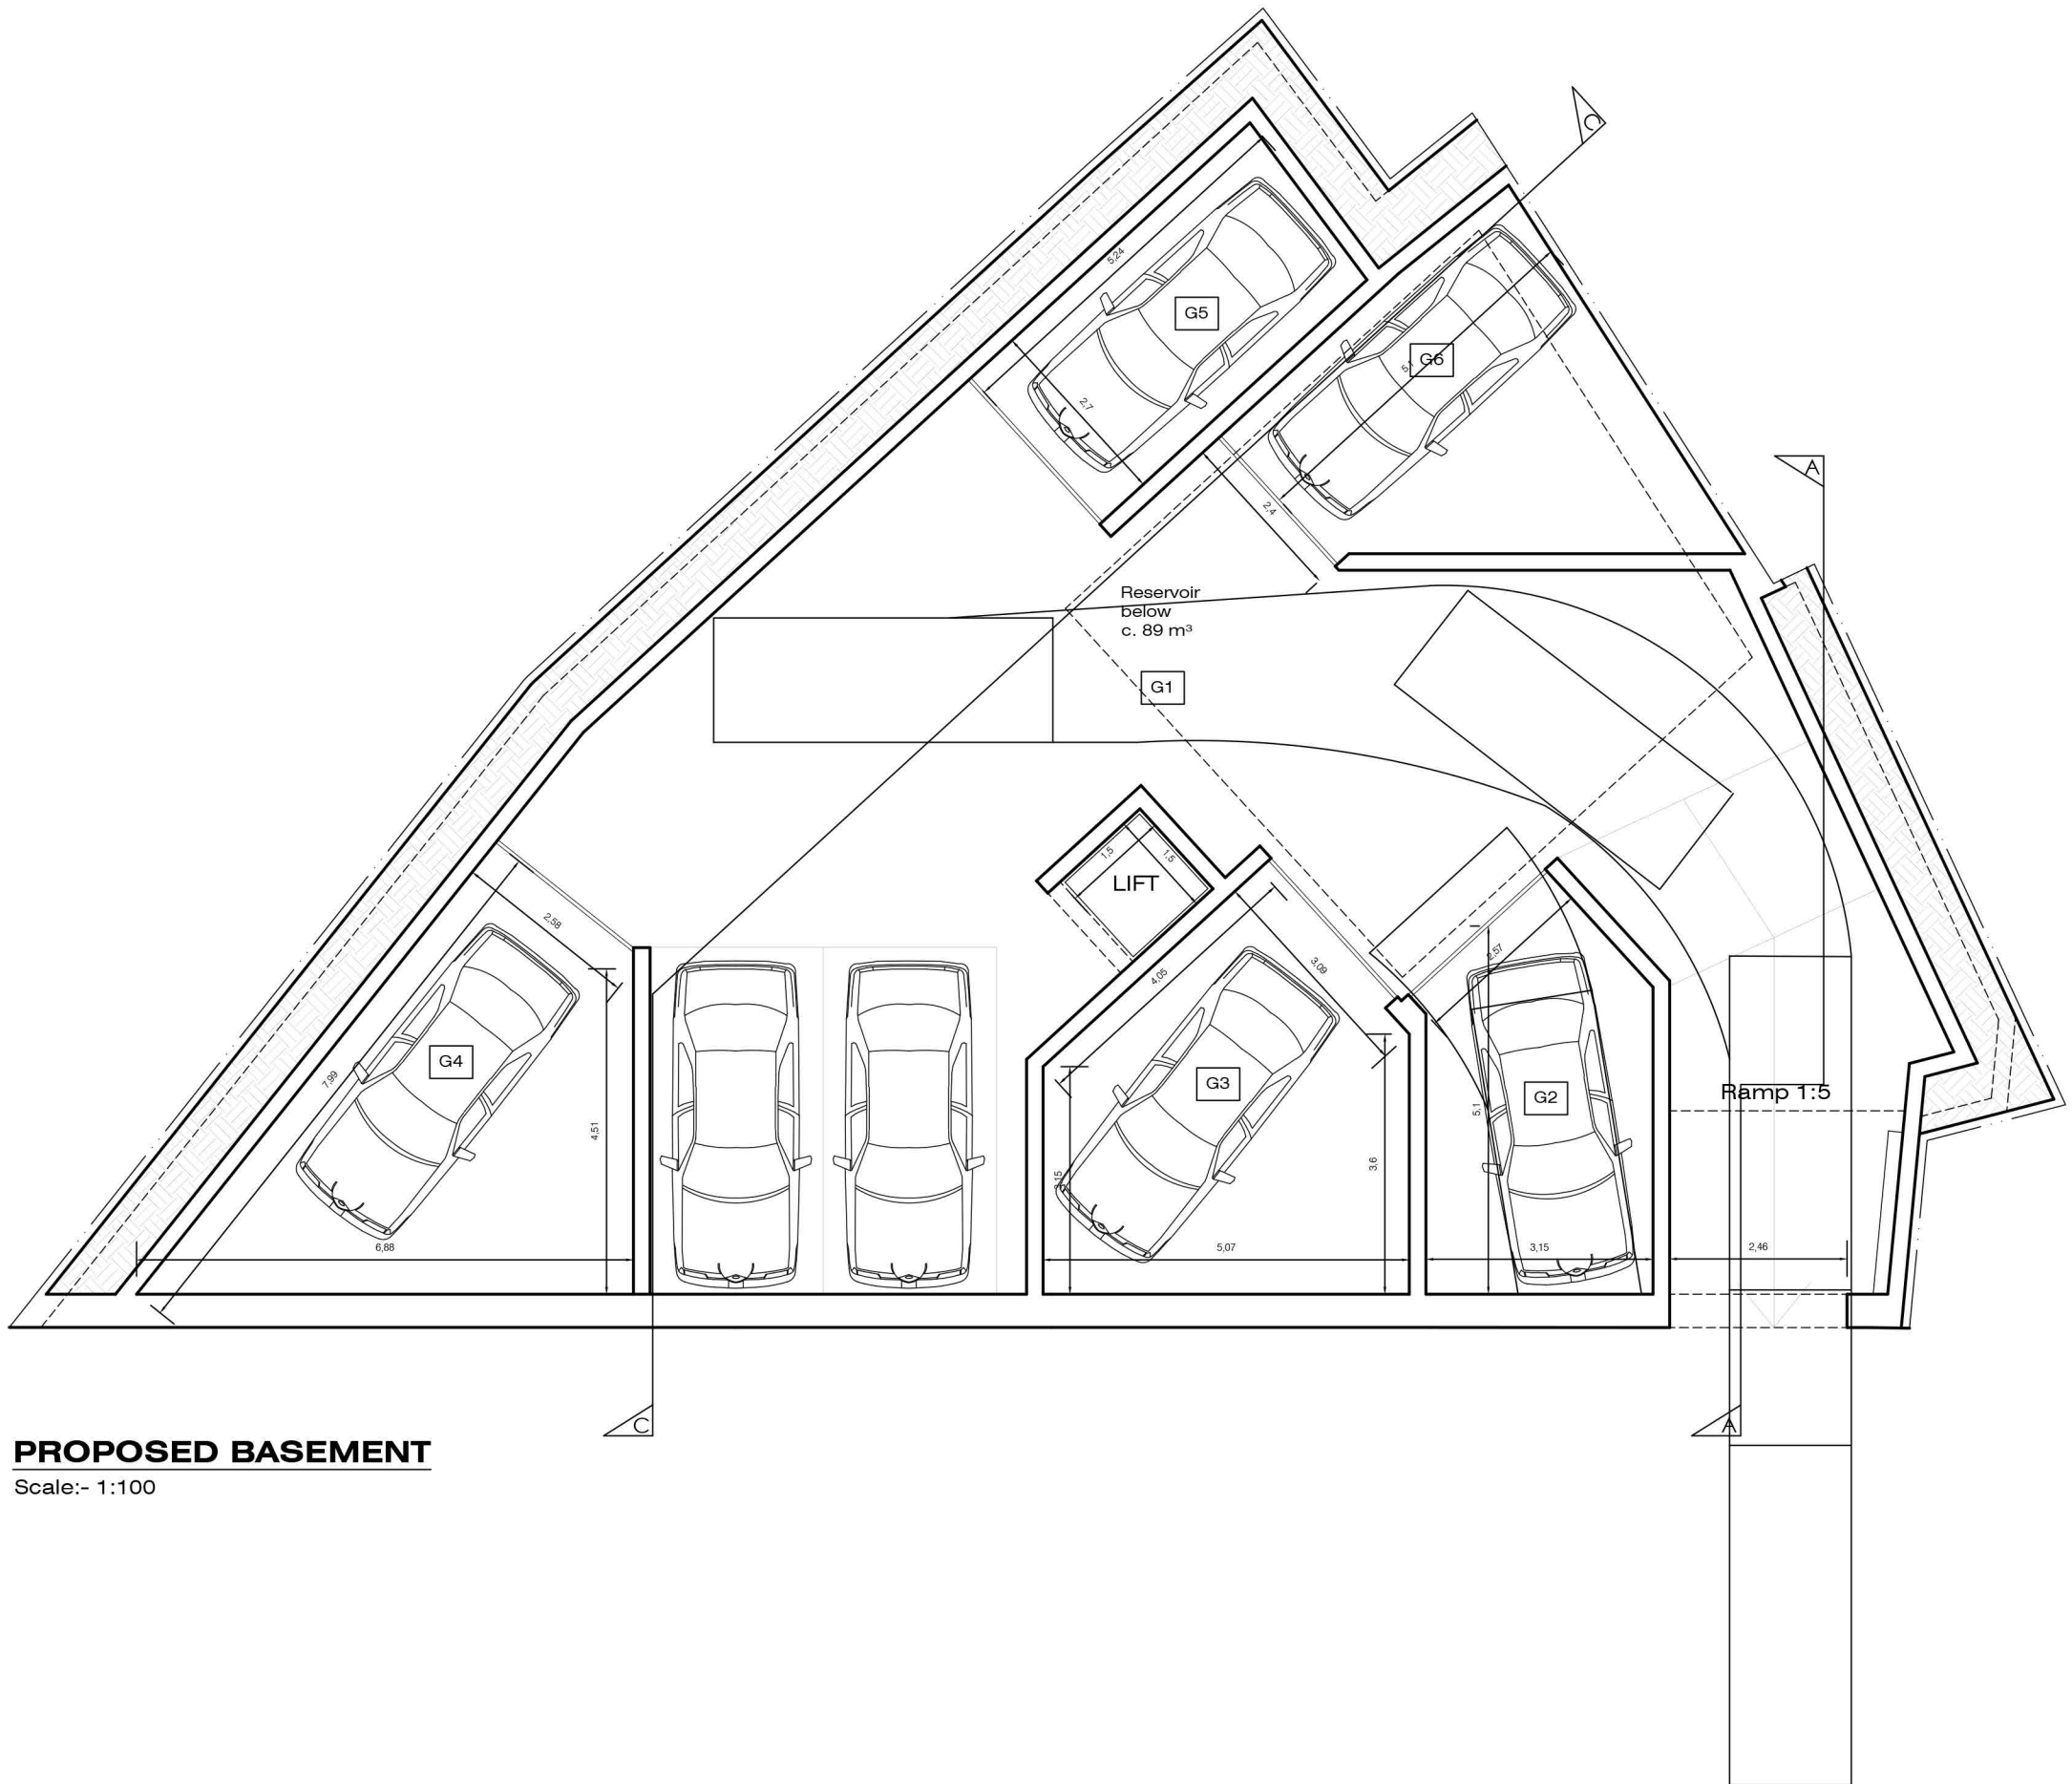 C
5,24
G5
G6
5,1
2,7
A
2,4
Reservoir
below
c. 89 m³
G1
1,5
1,5
LIFT
2,58
4,05
3,09
2,57
G4
7,99
4,51
G3
G2
5,1
Ramp 1:5
3,6
6,88
5,07
3,15
2,46
C
A
PROPOSED BASEMENT
Scale:- 1:100